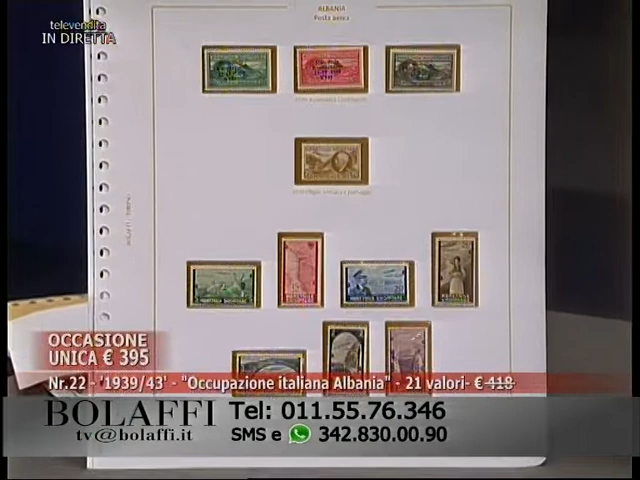 televendita
IN DIRETTA
ALBANIA
Posta aerea
OCCASIONE
UNICA € 395
Nr.22 - '1939/43' - "Occupazione italiana Albania" - 21 valori- € 418
BOLAFFI
tv@bolaffi.it
Tel: 011.55.76.346
SMS e 342.830.00.90